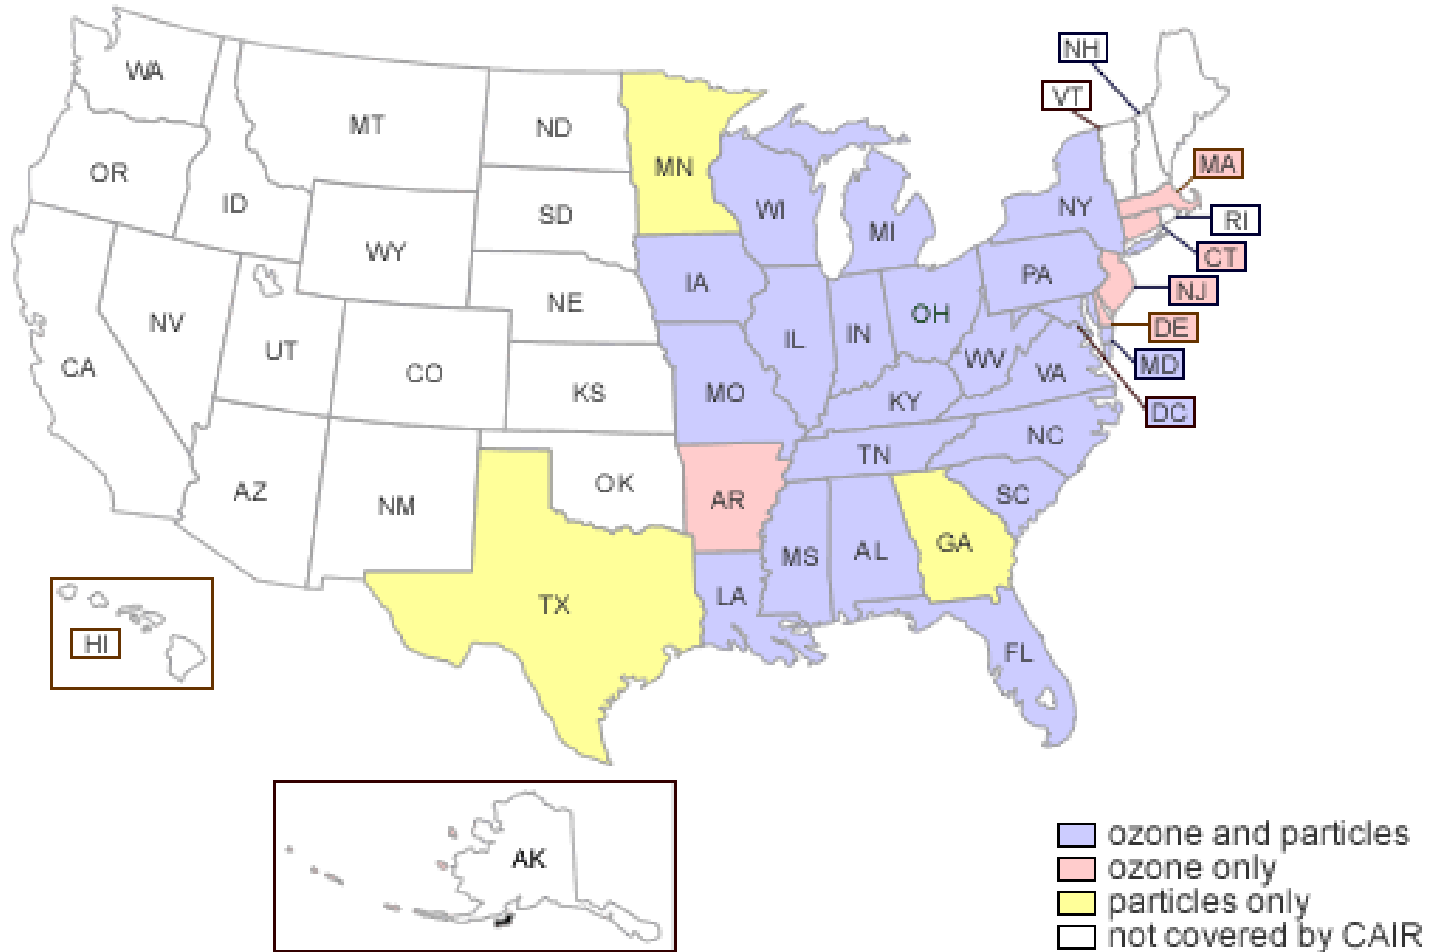 NH
WA
VT
MT
ND
MN
MA
OR
ID
SD
WI
NY
RI
MI
WY
CT
PA
IA
NJ
NE
OH
NV
DE
IL
IN
UT
WV
MD
CA
CO
VA
KS
MO
KY
DC
NC
TN
OK
AZ
SC
AR
NM
GA
AL
MS
LA
TX
HI
FL
AK
ozone and particles
ozone only
particles only
not covered by CAIR